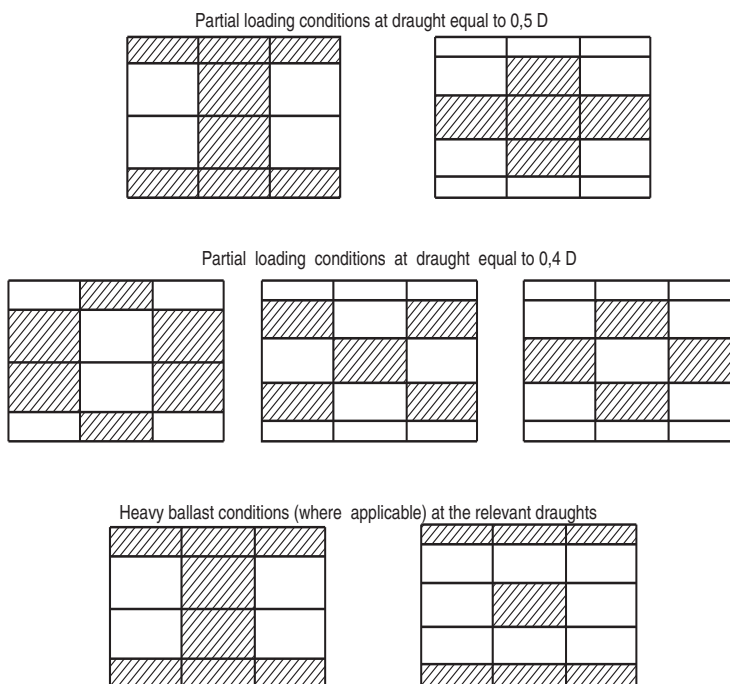 Partial loading conditions at draught equal to 0,5 D
Partial loading conditions at draught equal to 0,4 D
Heavy ballast conditions (where applicable) at the relevant draughts